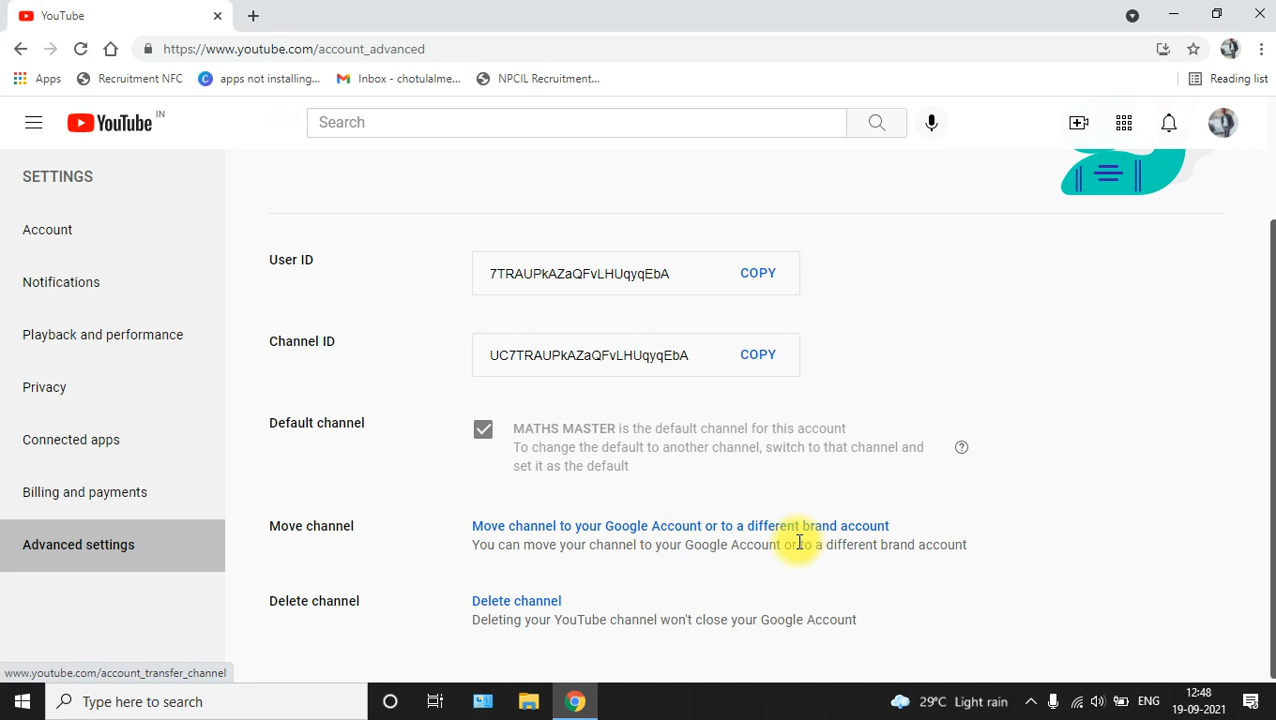 YouTube
https://www.youtube.com/account_advanced
Apps
Recruitment NFC
apps not installing...
Inbox - chotulalme...
NPCIL Recruitment...
Reading list
YouTube IN
Search
SETTINGS
Account
Notifications
Playback and performance
Privacy
Connected apps
Billing and payments
Advanced settings
User ID
7TRAUPkAZaQFvLHUqyqEbA
COPY
Channel ID
UC7TRAUPkAZaQFvLHUqyqEbA
COPY
Default channel
MATHS MASTER is the default channel for this account
To change the default to another channel, switch to that channel and
set it as the default
Move channel
Move channel to your Google Account or to a different brand account
You can move your channel to your Google Account or to a different brand account
Delete channel
Delete channel
Deleting your YouTube channel won't close your Google Account
www.youtube.com/account_transfer_channel
Type here to search
29°C Light rain
ENG
12:48
19-09-2021